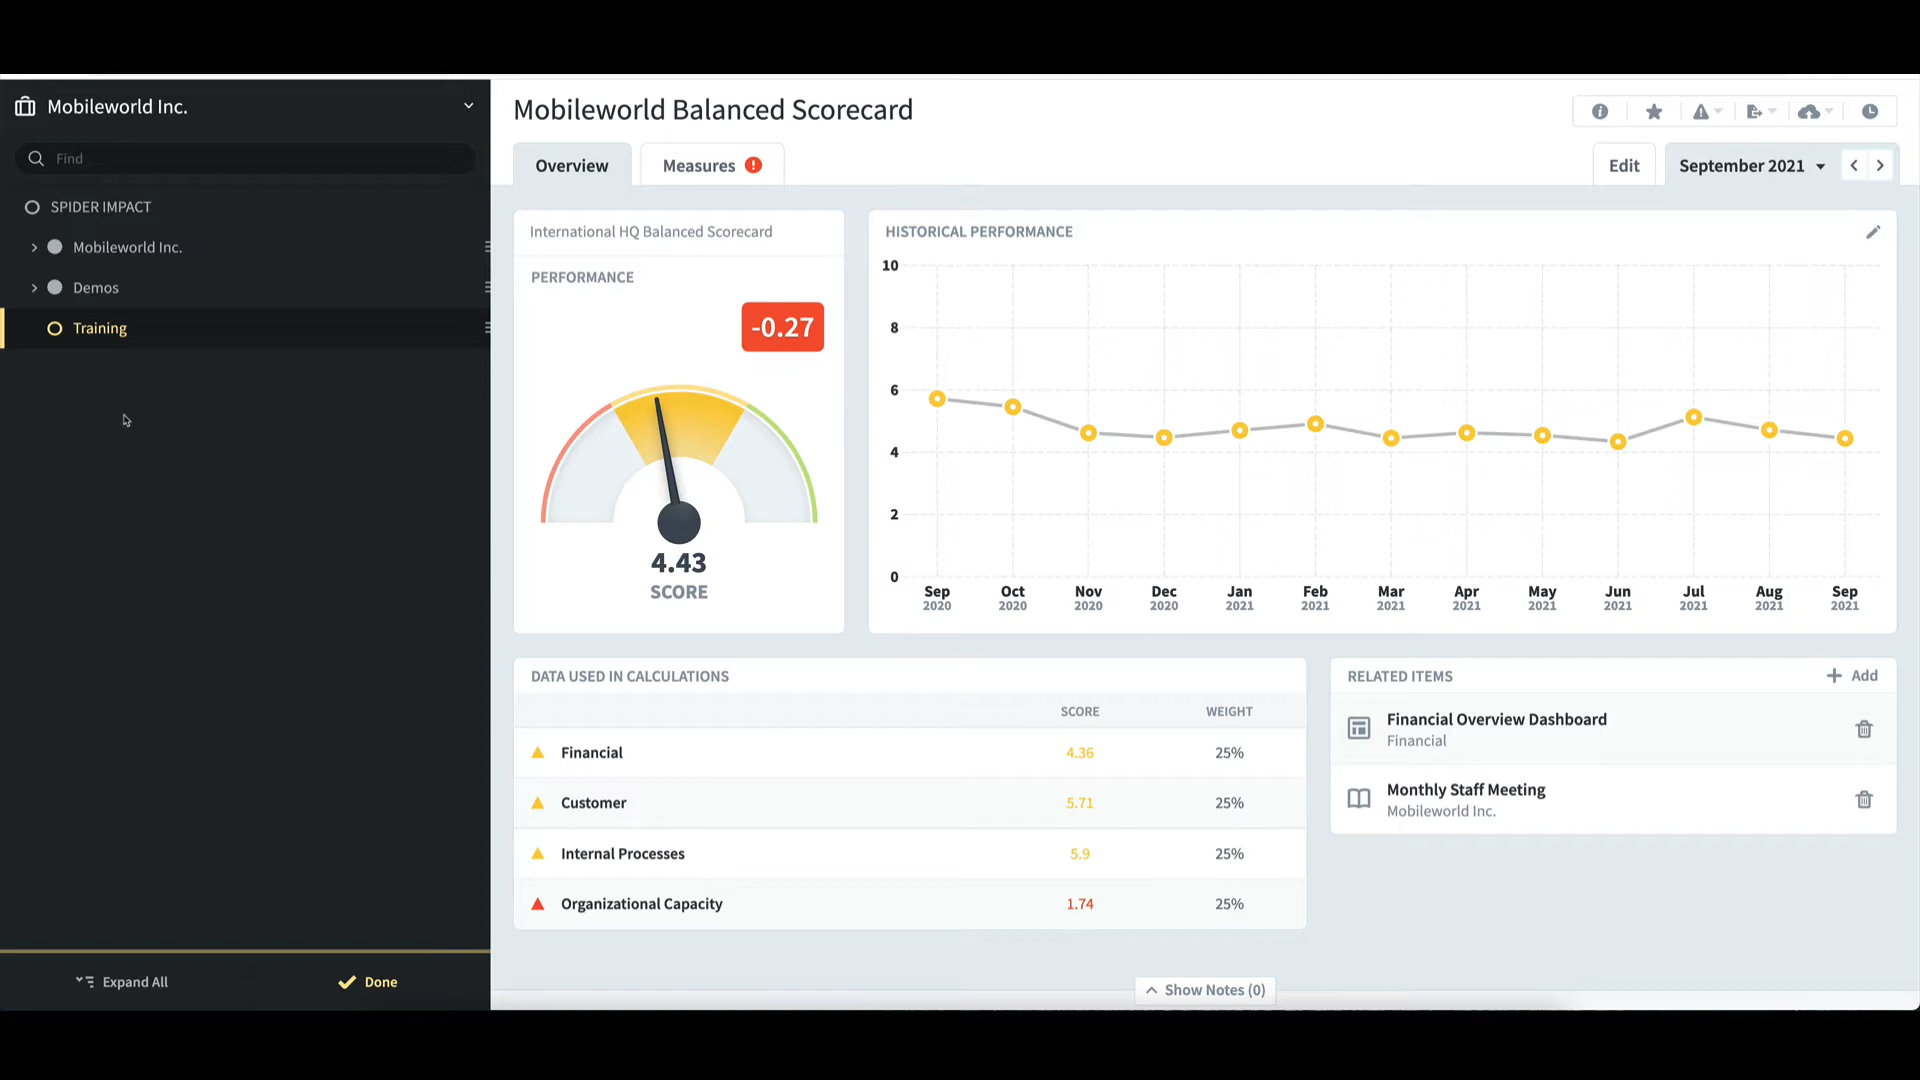 Mobileworld Inc.
Find
SPIDER IMPACT
Mobileworld Inc.
Demos
Training
Expand All
Done
Mobileworld Balanced Scorecard
Overview
Measures
Edit
September 2021
International HQ Balanced Scorecard
PERFORMANCE
-0.27
4.43
SCORE
HISTORICAL PERFORMANCE
10
8
6
4
2
0
Sep Oct Nov Dec Jan Feb Mar Apr May Jun Jul Aug Sep
2020 2020 2020 2020 2021 2021 2021 2021 2021 2021 2021 2021 2021
DATA USED IN CALCULATIONS
SCORE WEIGHT
Financial 4.36 25%
Customer 5.71 25%
Internal Processes 5.9 25%
Organizational Capacity 1.74 25%
RELATED ITEMS
Add
Financial Overview Dashboard
Financial
Monthly Staff Meeting
Mobileworld Inc.
Show Notes (0)